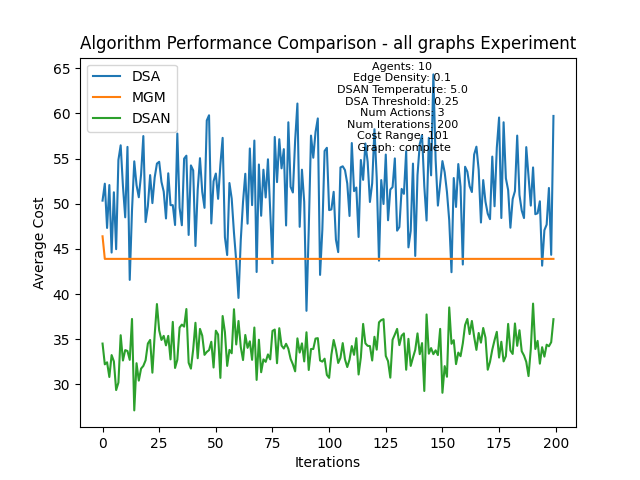 Algorithm Performance Comparison - all graphs Experiment
DSA
MGM
DSAN
Agents: 10
Edge Density: 0.1
DSAN Temperature: 5.0
DSA Threshold: 0.25
Num Actions: 3
Num Iterations: 200
Cost Range: 101
Graph: complete
Average Cost
65
60
55
50
45
40
35
30
0 25 50 75 100 125 150 175 200
Iterations